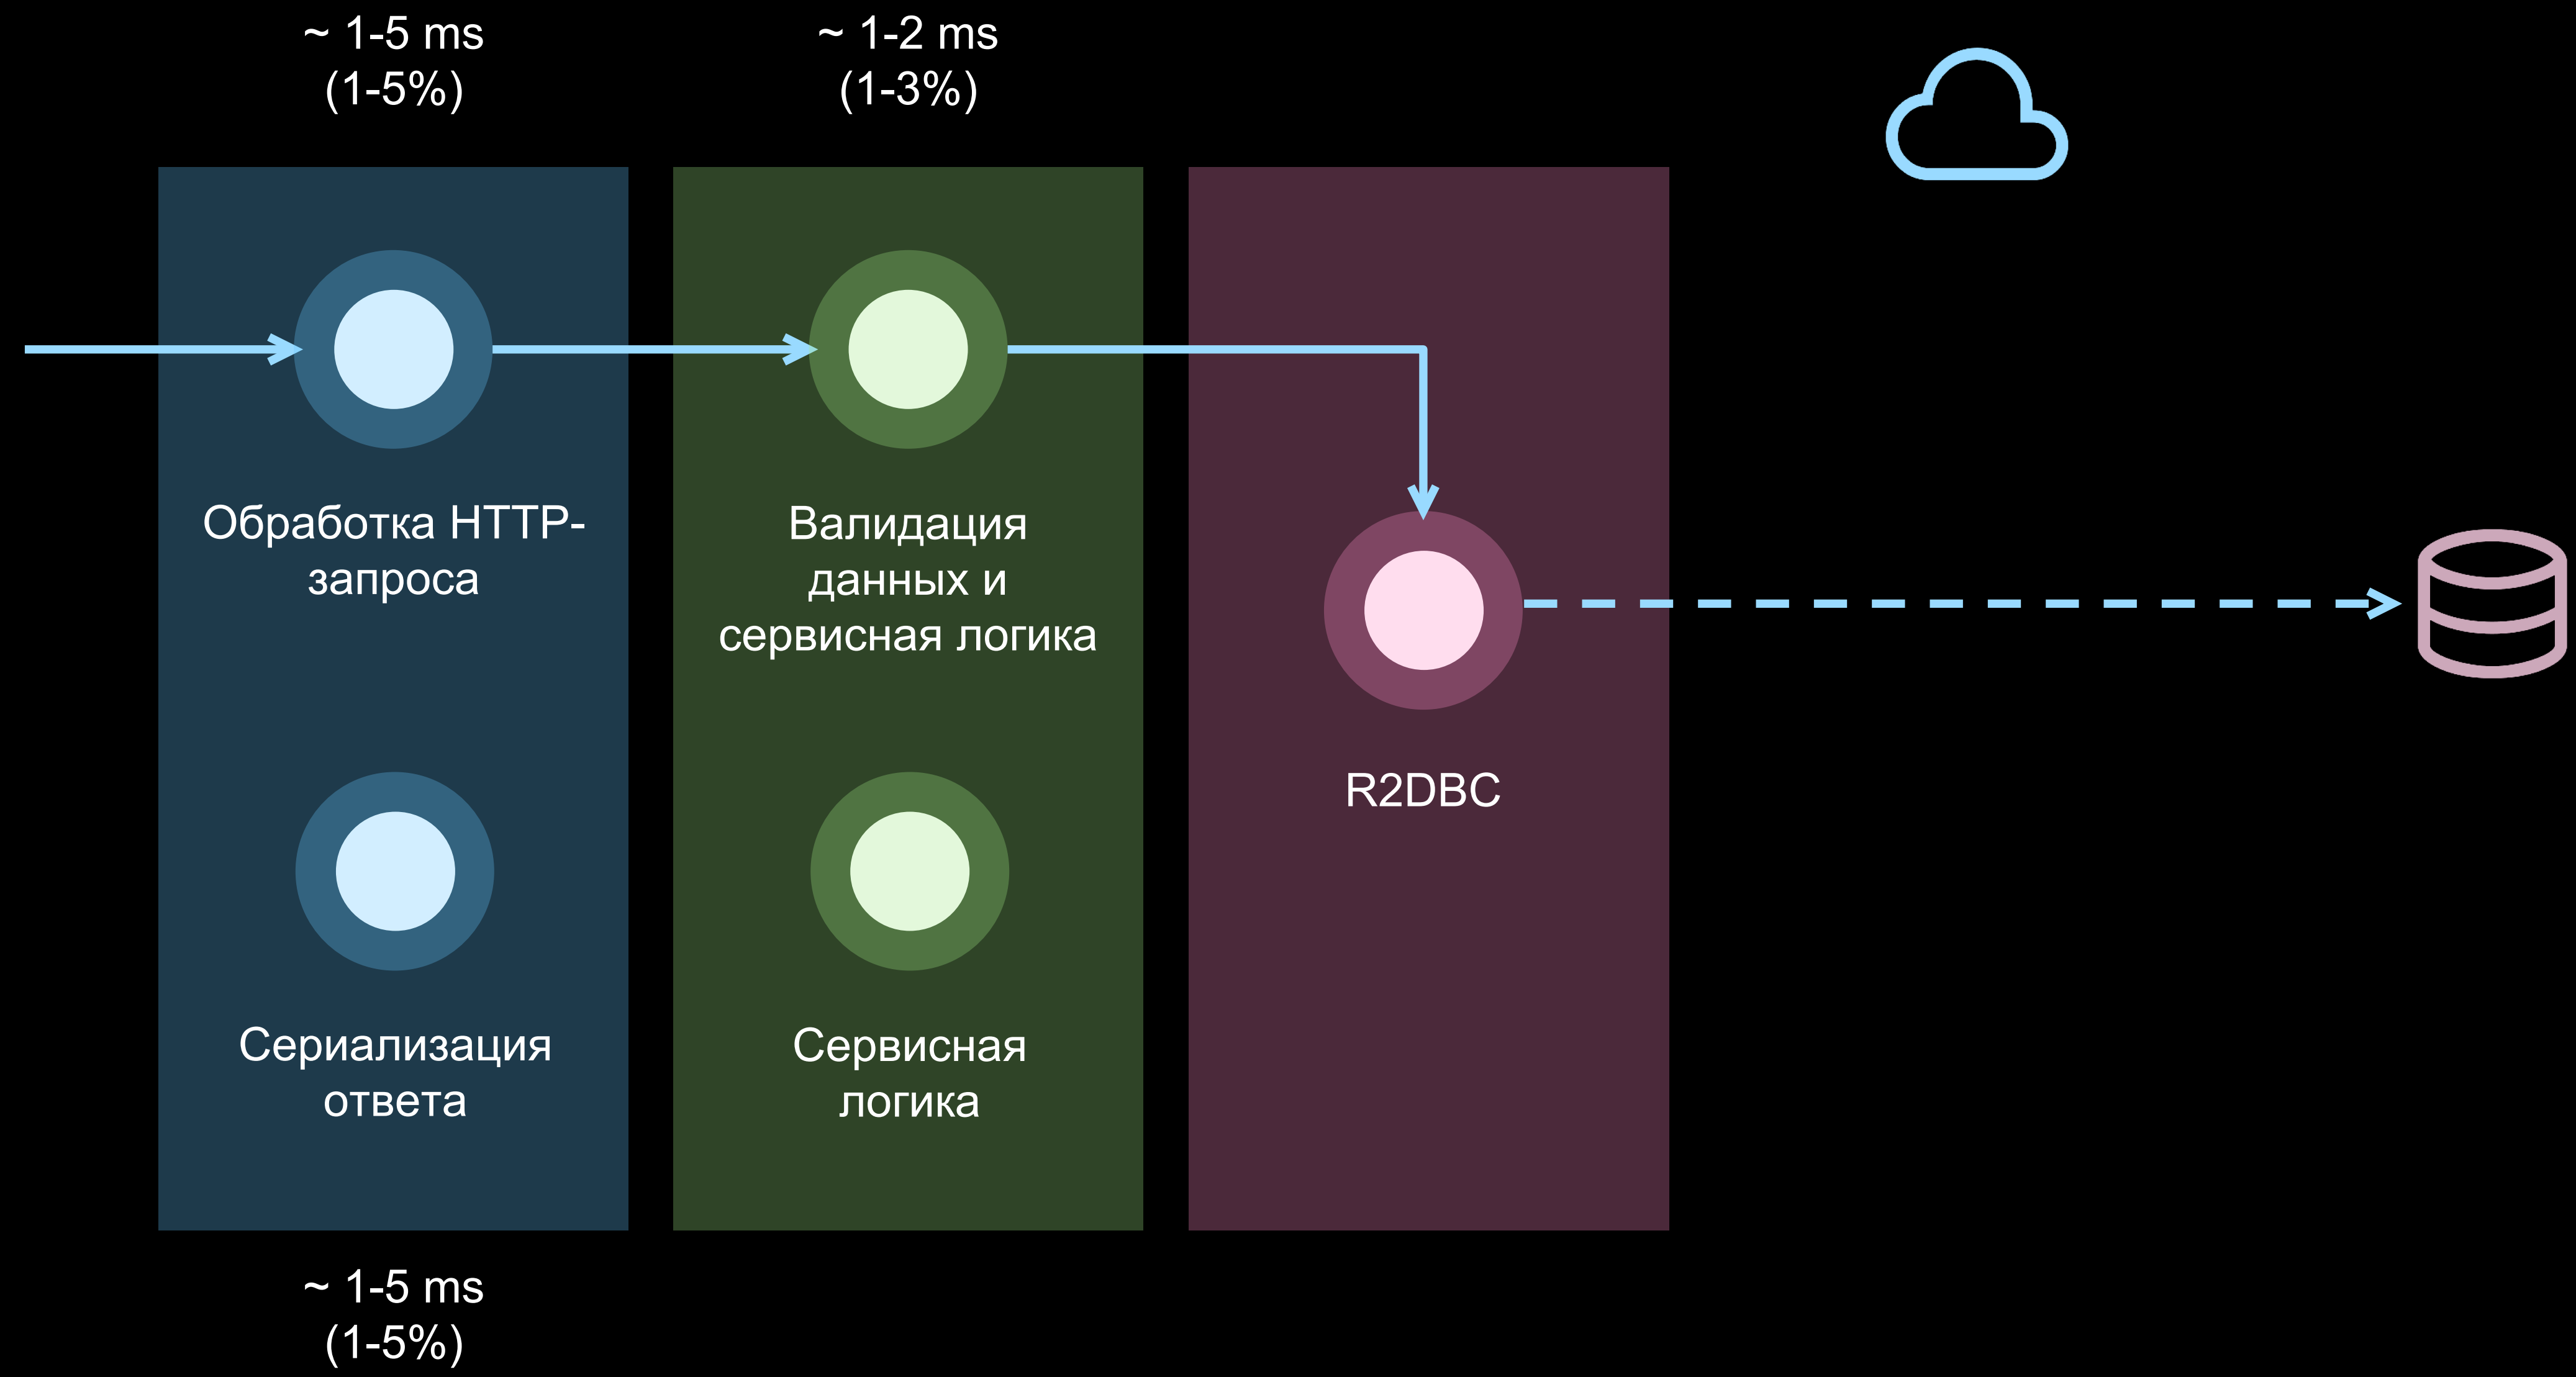 ~ 1-5 ms
(1-5%)
~ 1-2 ms
(1-3%)
Обработка HTTP-
запроса
Валидация
данных и
сервисная логика
R2DBC
Сериализация
ответа
Сервисная
логика
~ 1-5 ms
(1-5%)